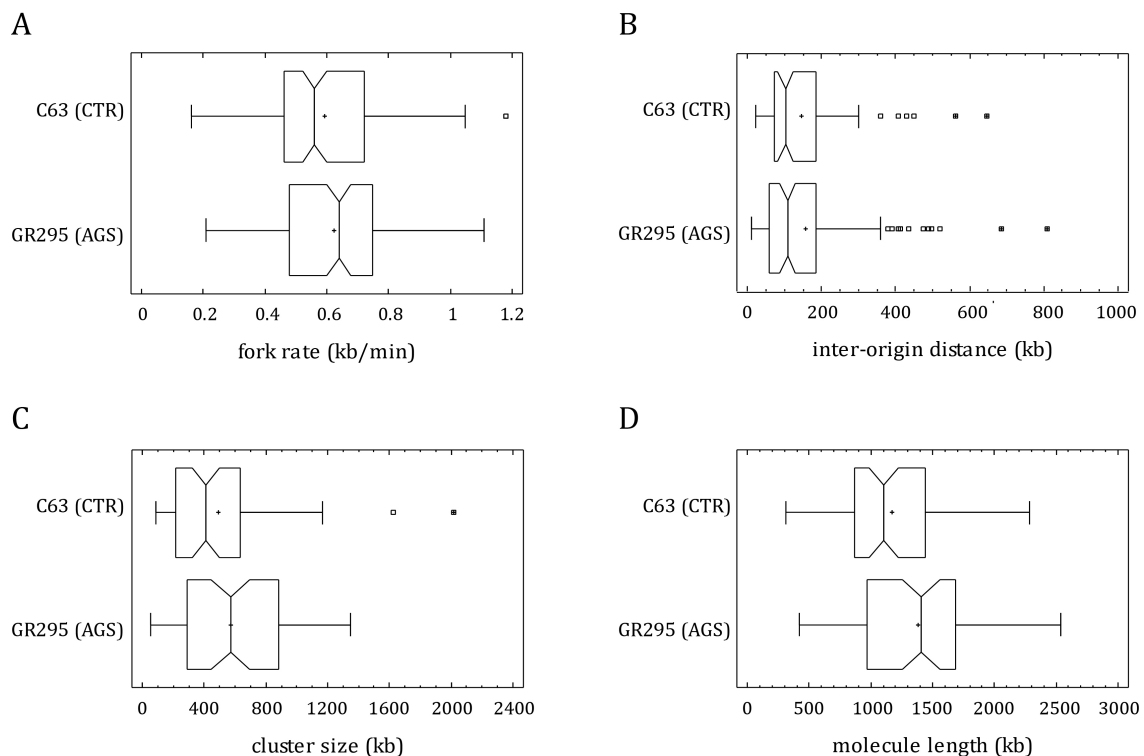 A
C63 (CTR)
GR295 (AGS)
0 0.2 0.4 0.6 0.8 1 1.2
fork rate (kb/min)
B
C63 (CTR)
GR295 (AGS)
0 200 400 600 800 1000
inter-origin distance (kb)
C
C63 (CTR)
GR295 (AGS)
0 400 800 1200 1600 2000 2400
cluster size (kb)
D
C63 (CTR)
GR295 (AGS)
0 500 1000 1500 2000 2500 3000
molecule length (kb)